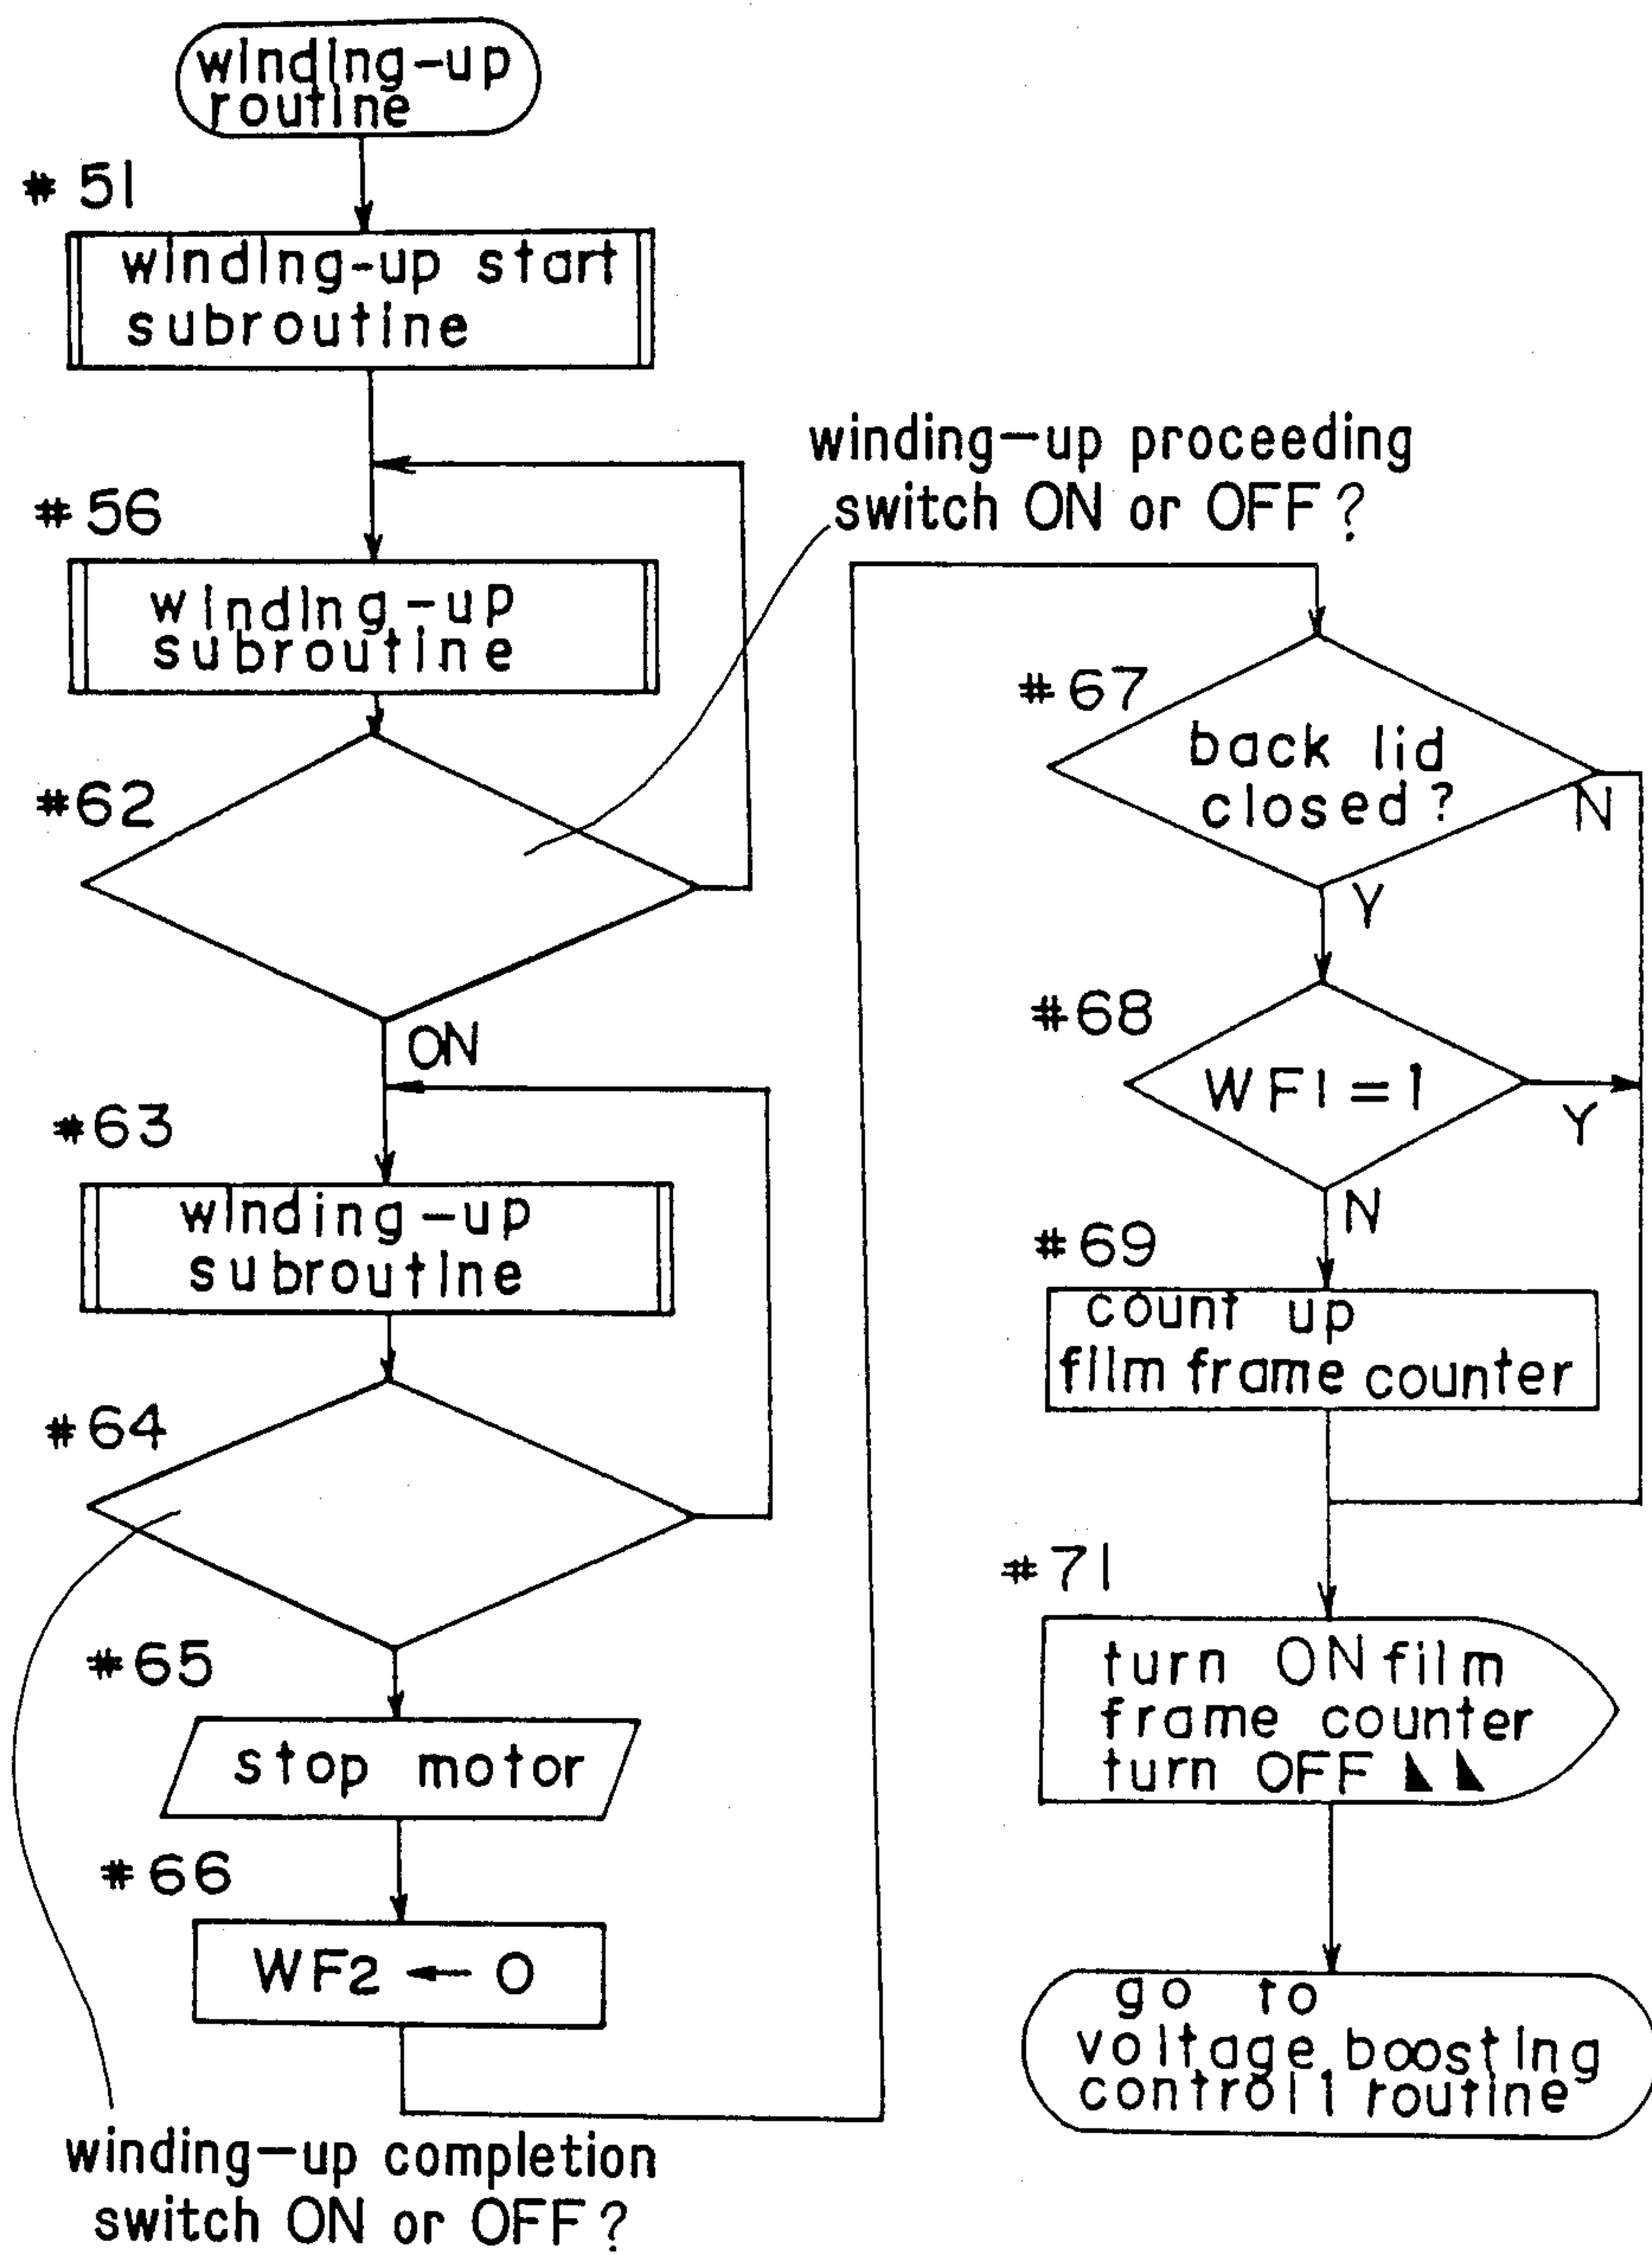 winding-up
routine
#51
winding-up start
subroutine
#56
winding-up
subroutine
winding-up proceeding
switch ON or OFF?
#62
ON
#63
winding-up
subroutine
#64
#65
stop motor
#66
WF2 ← 0
winding-up completion
switch ON or OFF?
#67
back lid
closed?
N
Y
#68
WF1 = 1
Y
N
#69
count up
film frame counter
#71
turn ON film
frame counter
turn OFF
go to
voltage boosting
control 1 routine